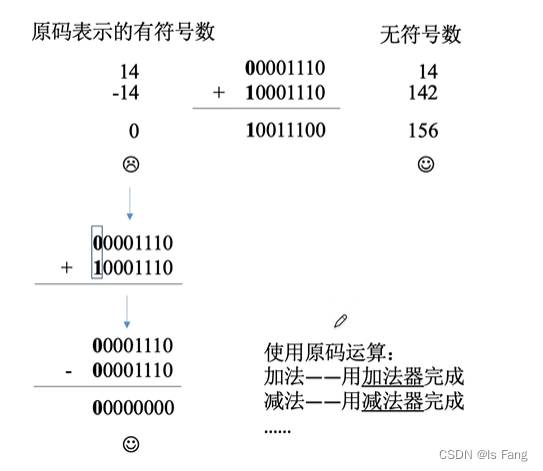 原码表示的有符号数 无符号数
14 00001110 14
-14 + 10001110 142
0 10011100 156
00001110
+ 10001110
00001110
- 00001110
00000000
使用原码运算：
加法——用加法器完成
减法——用减法器完成
......
CSDN @ls Fang